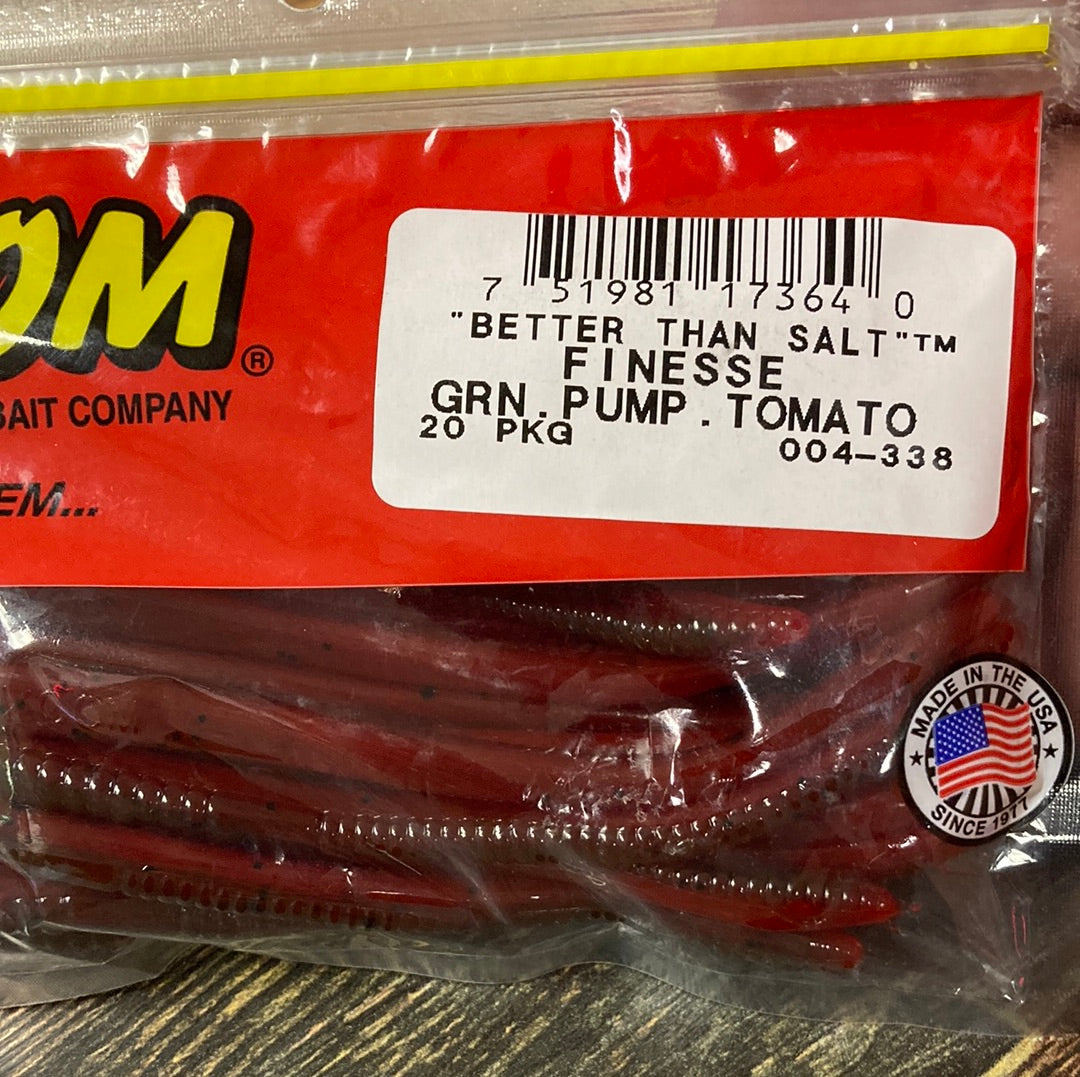 OM®
BAIT COMPANY
EM...
7 51981 17364 0
"BETTER THAN SALT"™
FINESSE
GRN. PUMP. TOMATO
20 PKG
004-338
MADE IN THE USA
SINCE 1977